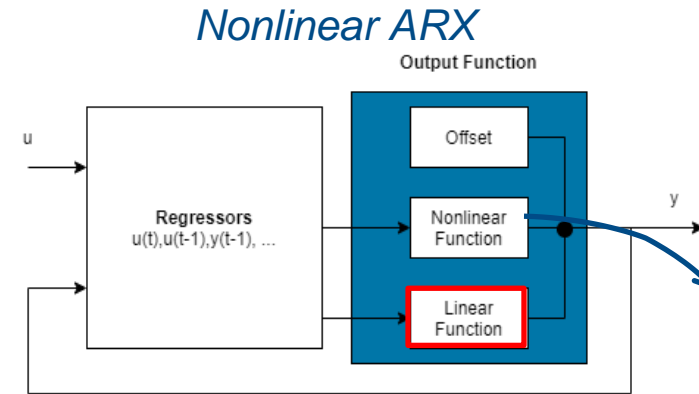 Nonlinear ARX
Output Function
u
Offset
Regressors
u(t),u(t-1),y(t-1), ...
Nonlinear
Function
y
Linear
Function